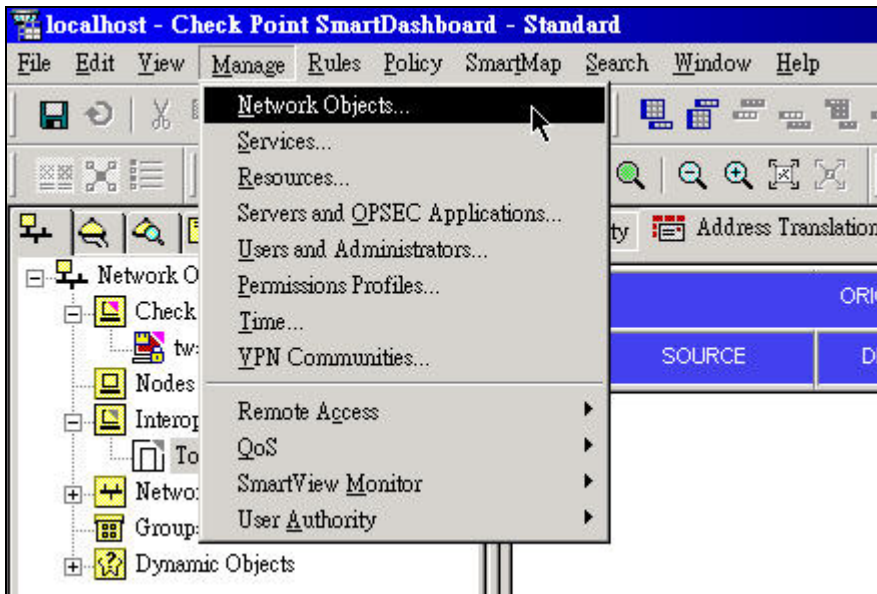 localhost - Check Point SmartDashboard - Standard
File Edit View Manage Rules Policy SmartMap Search Window Help
Network Objects...
Services...
Resources...
Servers and OPSEC Applications...
Users and Administrators...
Permissions Profiles...
Time...
VPN Communities...
Remote Access
QoS
SmartView Monitor
User Authority
Address Translation
Network
Check
Nodes
Dynamic Objects
SOURCE